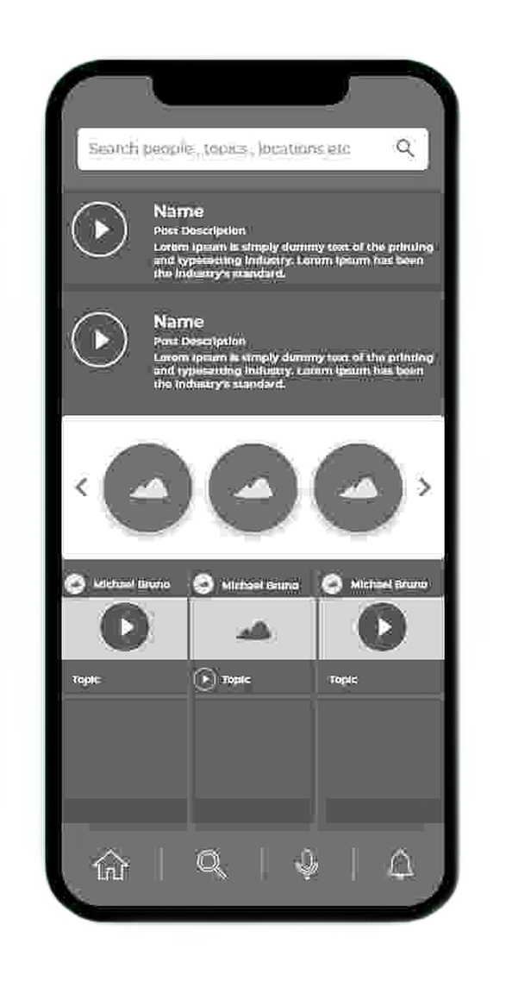 Search people, topics, locations etc
Name
Post Description
Lorem Ipsum is simply dummy text of the printing
and typesetting industry. Lorem Ipsum has been
the industry's standard.
Name
Post Description
Lorem Ipsum is simply dummy text of the printing
and typesetting industry. Lorem Ipsum has been
the industry's standard.
Michael Bruno Michael Bruno Michael Bruno
Topic Topic Topic